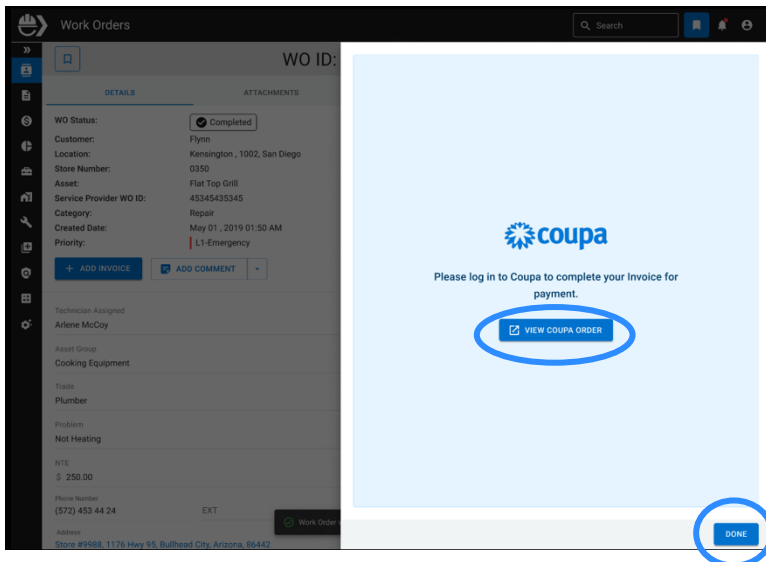 Work Orders
Search
WO ID:
DETAILS ATTACHMENTS
WO Status: Completed
Customer: Flynn
Location: Kensington , 1002, San Diego
Store Number: 0350
Asset: Flat Top Grill
Service Provider WO ID: 45345435345
Category: Repair
Created Date: May 01 , 2019 01:50 AM
Priority: L1-Emergency
+ ADD INVOICE ADD COMMENT
Technician Assigned
Arlene McCoy
Asset Group
Cooking Equipment
Trade
Plumber
Problem
Not Heating
NTE
$ 250.00
Phone Number
(572) 453 44 24 EXT
Work Order
Address
Store #9988, 1176 Hwy 95, Bullhead City, Arizona, 86442
coupa
Please log in to Coupa to complete your Invoice for
payment.
VIEW COUPA ORDER
DONE